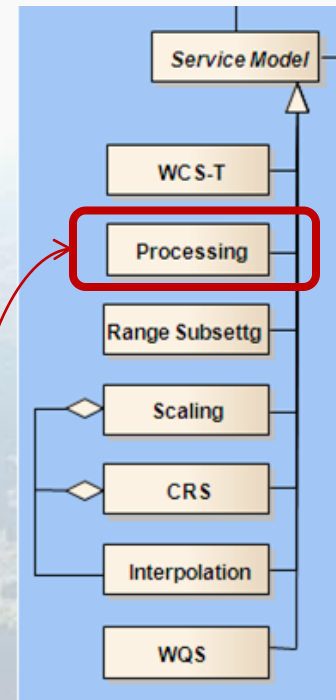 Service Model
WCS-T
Processing
Range Subsettg
Scaling
CRS
Interpolation
WQS